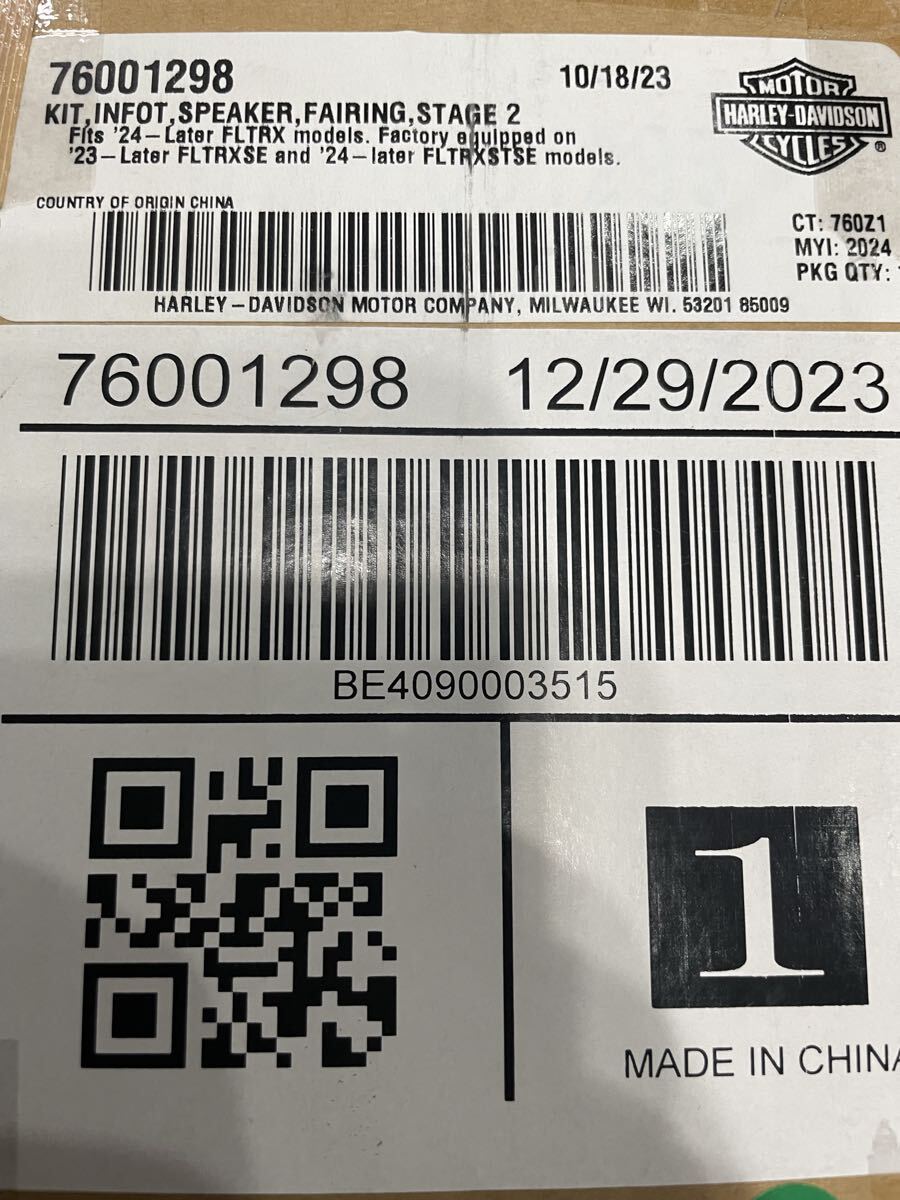 76001298 10/18/23
KIT,INFOT,SPEAKER,FAIRING,STAGE 2
Fits '24-Later FLTRX models. Factory equipped on
'23-Later FLTRXSE and '24-later FLTRXSTSE models.
MOTOR
HARLEY-DAVIDSON
CYCLES
®
COUNTRY OF ORIGIN CHINA
CT: 760Z1
MYI: 2024
PKG QTY:
HARLEY-DAVIDSON MOTOR COMPANY, MILWAUKEE WI. 53201 85009
76001298 12/29/2023
BE4090003515
1
MADE IN CHINA